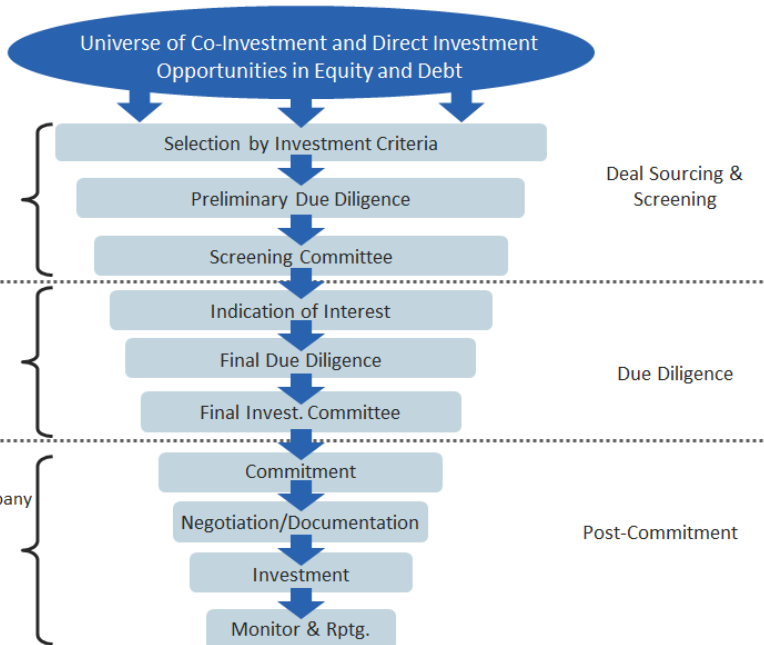 Universe of Co-Investment and Direct Investment
Opportunities in Equity and Debt
Selection by Investment Criteria
Preliminary Due Diligence
Screening Committee
Deal Sourcing &
Screening
Indication of Interest
Final Due Diligence
Final Invest. Committee
Due Diligence
Commitment
Negotiation/Documentation
Investment
Monitor & Rptg.
Post-Commitment